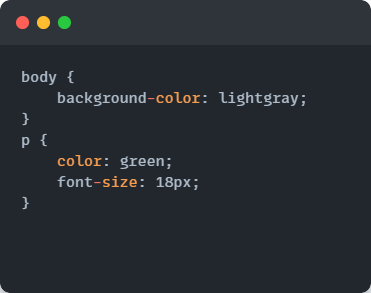 body {
    background-color: lightgray;
}
p {
    color: green;
    font-size: 18px;
}